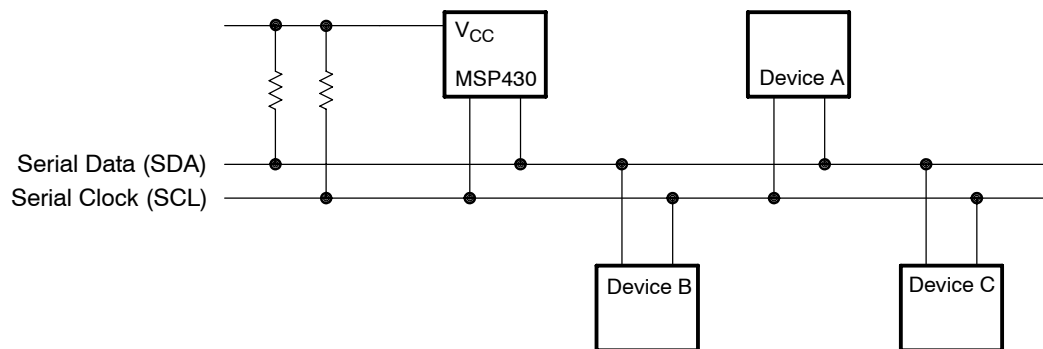 VCC
MSP430
Device A
Serial Data (SDA)
Serial Clock (SCL)
Device B
Device C